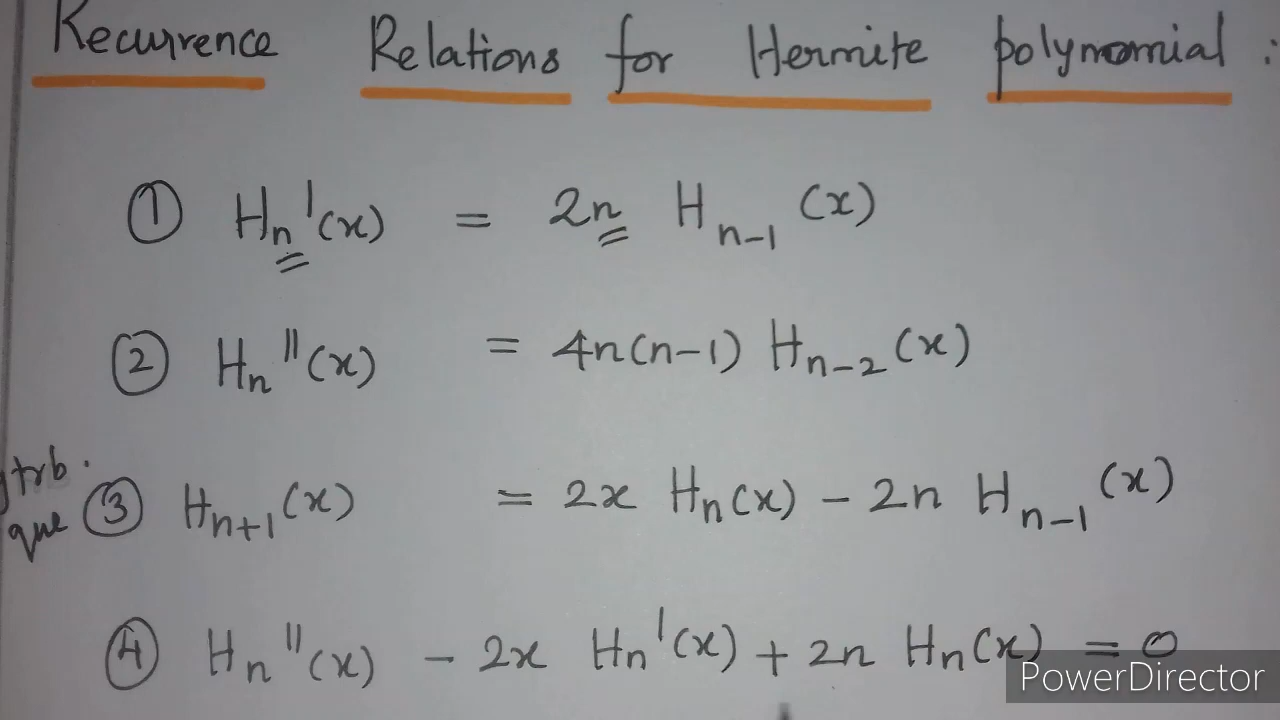 Recurrence Relations for Hermite polynomial :
① Hn'(x) = 2n Hn-1 (x)
② Hn''(x) = 4n(n-1) Hn-2 (x)
③ Hn+1 (x) = 2x Hn(x) - 2n Hn-1 (x)
que
④ Hn''(x) - 2x Hn'(x) + 2n Hn(x) = 0
PowerDirector